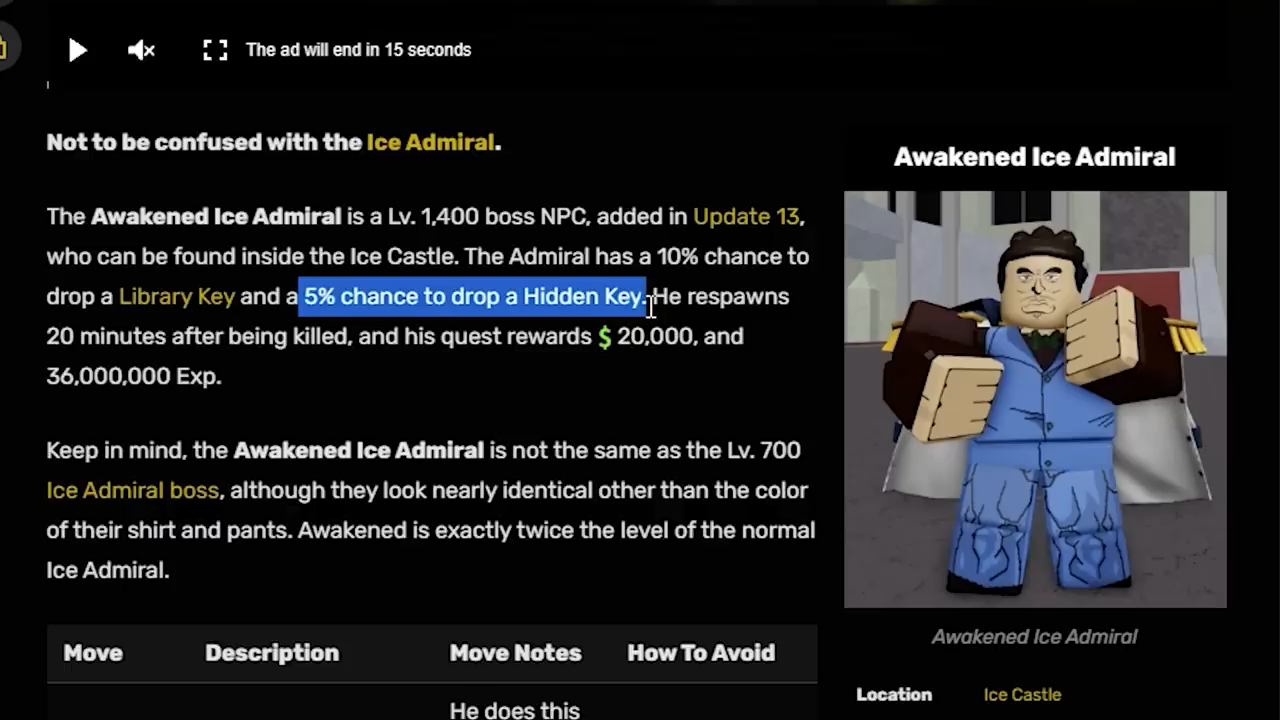 The ad will end in 15 seconds
Not to be confused with the Ice Admiral.
The Awakened Ice Admiral is a Lv. 1,400 boss NPC, added in Update 13,
who can be found inside the Ice Castle. The Admiral has a 10% chance to
drop a Library Key and a 5% chance to drop a Hidden Key. He respawns
20 minutes after being killed, and his quest rewards $ 20,000, and
36,000,000 Exp.
Keep in mind, the Awakened Ice Admiral is not the same as the Lv. 700
Ice Admiral boss, although they look nearly identical other than the color
of their shirt and pants. Awakened is exactly twice the level of the normal
Ice Admiral.
Move Description Move Notes How To Avoid
He does this
Awakened Ice Admiral
Awakened Ice Admiral
Location Ice Castle